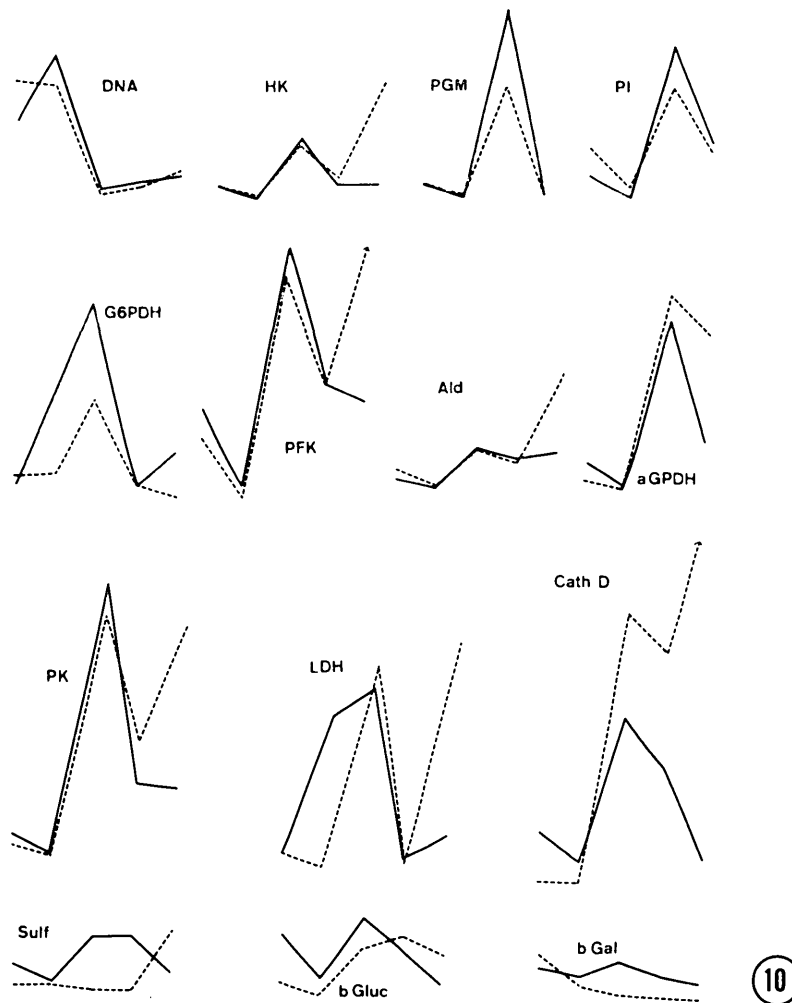 DNA
HK
PGM
PI
G6PDH
PFK
Ald
aGPDH
PK
LDH
Cath D
Sulf
b Gluc
b Gal
10